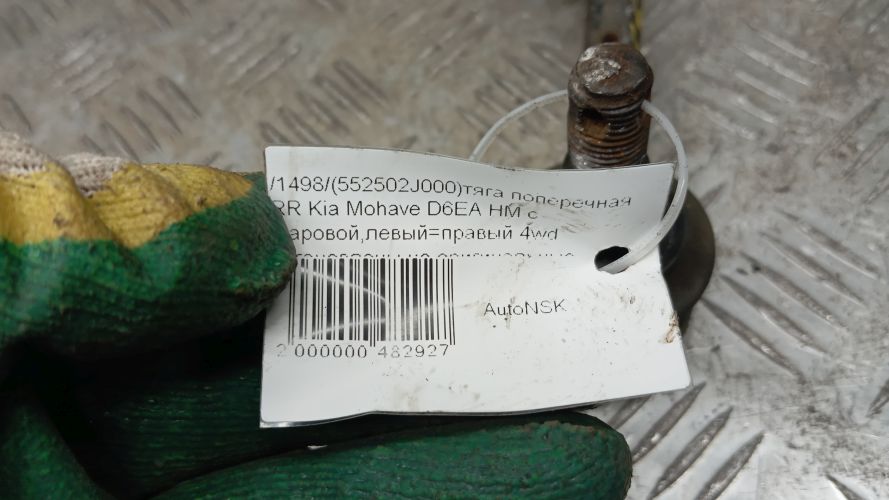 /1498/(552502J000)тяга поперечная
RR Kia Mohave D6EA HM с
аровой,левый=правый 4wd
AutoNSK
2 000000 482927